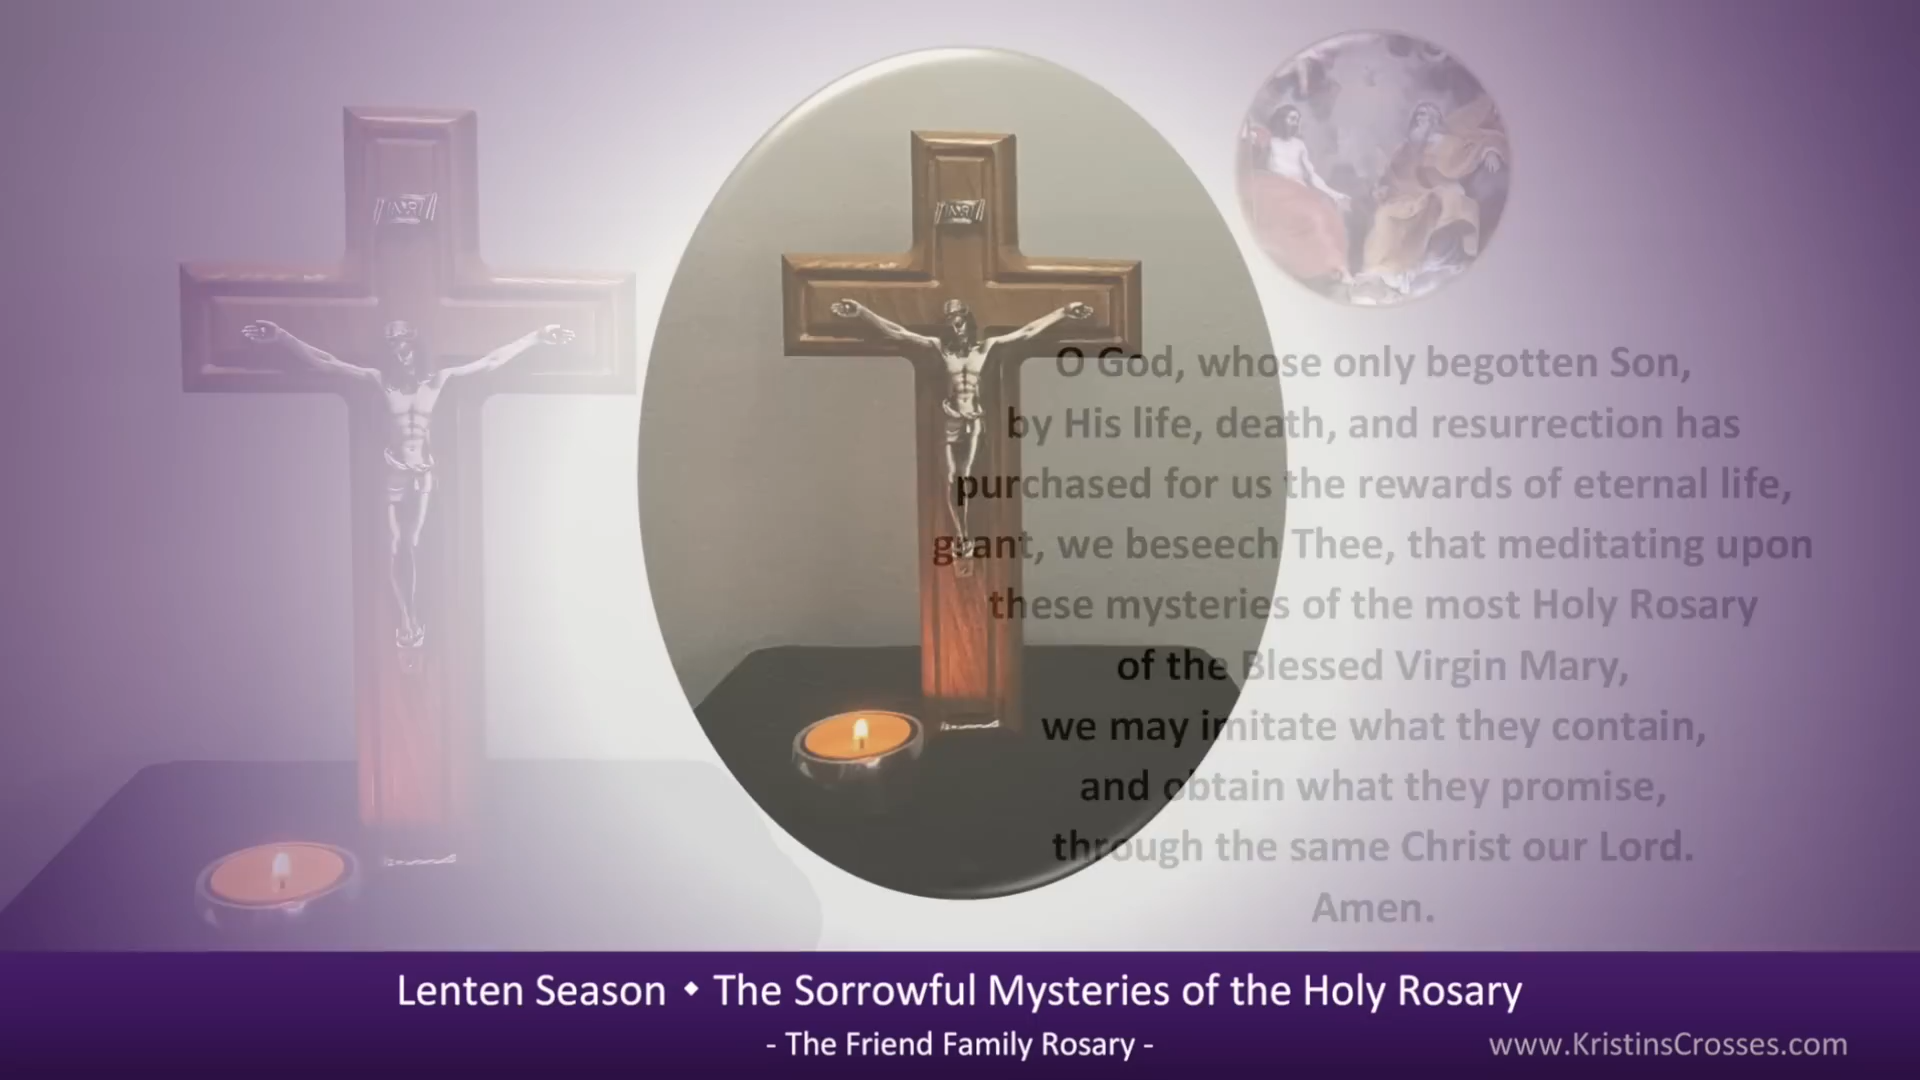 INRI
INRI
O God, whose only begotten Son,
by His life, death, and resurrection has
purchased for us the rewards of eternal life,
grant, we beseech Thee, that meditating upon
these mysteries of the most Holy Rosary
of the Blessed Virgin Mary,
we may imitate what they contain,
and obtain what they promise,
through the same Christ our Lord.
Amen.
Lenten Season • The Sorrowful Mysteries of the Holy Rosary
- The Friend Family Rosary -
www.KristinsCrosses.com